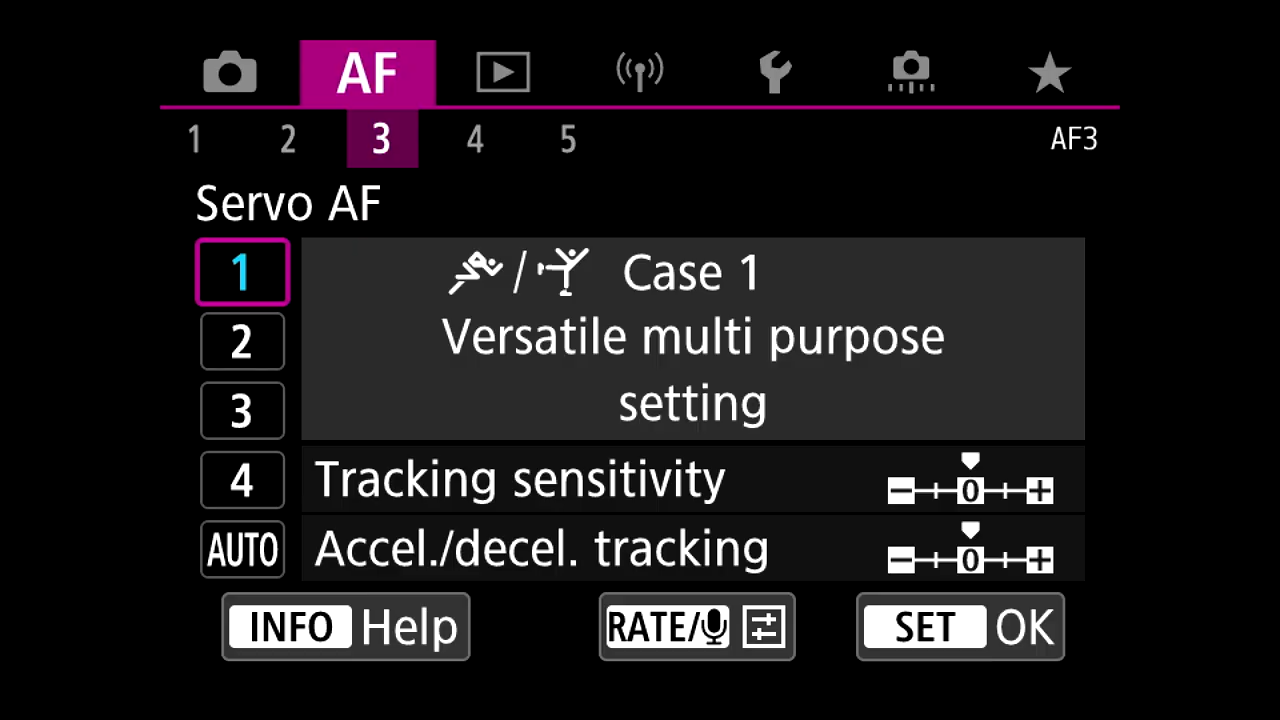 AF
1 2 3 4 5 AF3
Servo AF
1 / Case 1
Versatile multi purpose
setting
2
3
4 Tracking sensitivity - 0 +
AUTO Accel./decel. tracking - 0 +
INFO Help RATE/ SET OK